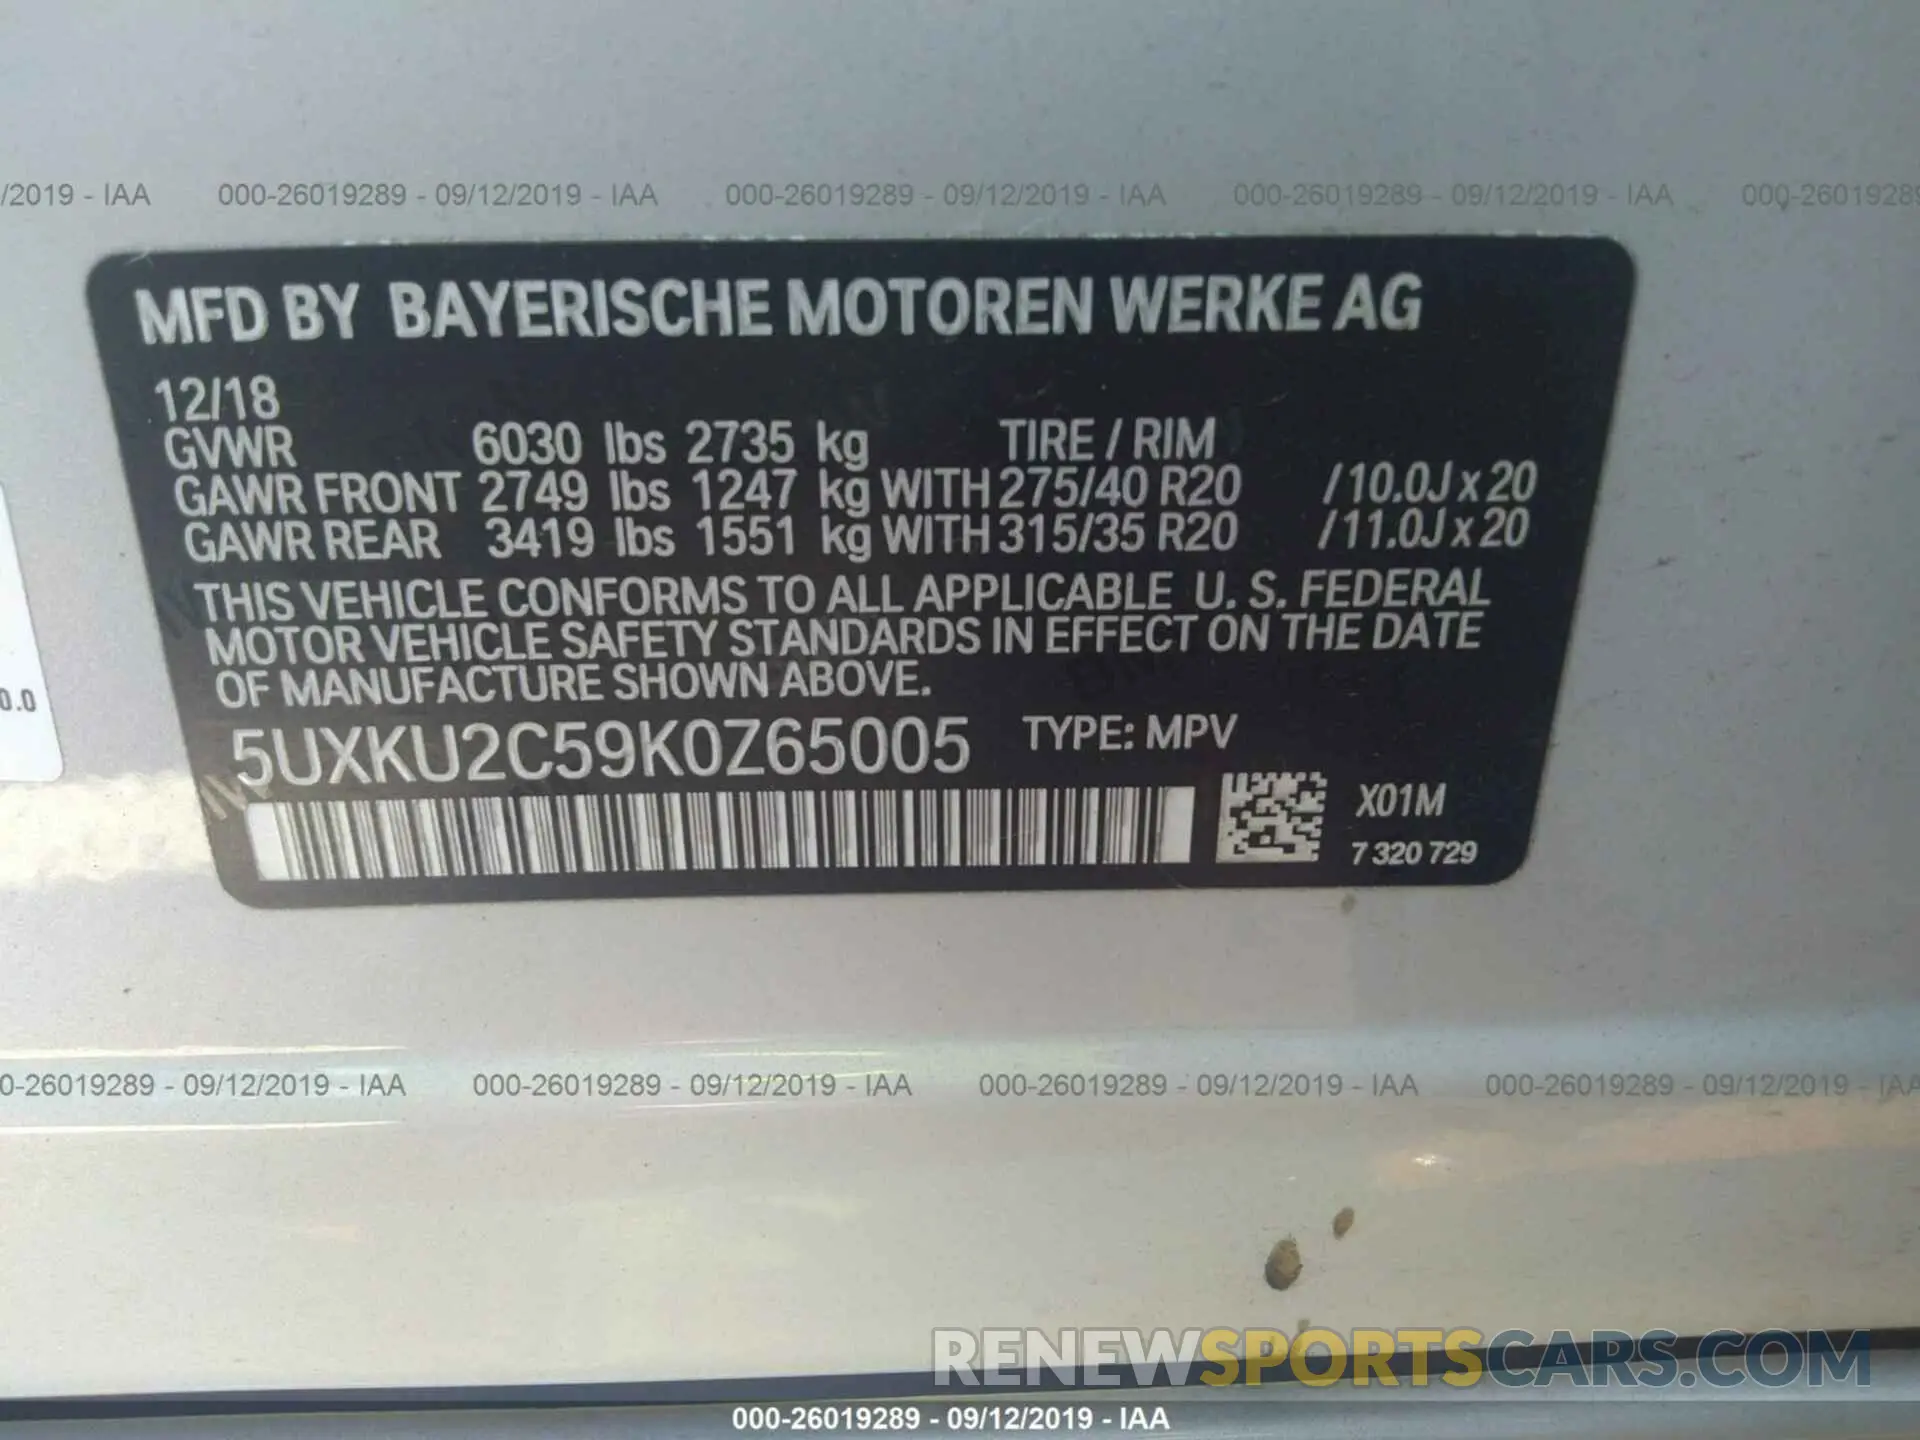 /2019 - IAA 000-26019289 - 09/12/2019 - IAA 000-26019289 - 09/12/2019 - IAA 000-26019289 - 09/12/2019 - IAA 000-26019289
MFD BY BAYERISCHE MOTOREN WERKE AG
12/18
GVWR 6030 lbs 2735 kg TIRE / RIM
GAWR FRONT 2749 lbs 1247 kg WITH 275/40 R20 /10.0J x 20
GAWR REAR 3419 lbs 1551 kg WITH 315/35 R20 /11.0J x 20
THIS VEHICLE CONFORMS TO ALL APPLICABLE U. S. FEDERAL
MOTOR VEHICLE SAFETY STANDARDS IN EFFECT ON THE DATE
OF MANUFACTURE SHOWN ABOVE.
0.0
5UXKU2C59K0Z65005 TYPE: MPV
X01M
7 320 729
0-26019289 - 09/12/2019 - IAA 000-26019289 - 09/12/2019 - IAA 000-26019289 - 09/12/2019 - IAA 000-26019289 - 09/12/2019 - IAA
RENEWSPORTSCARS.COM
000-26019289 - 09/12/2019 - IAA